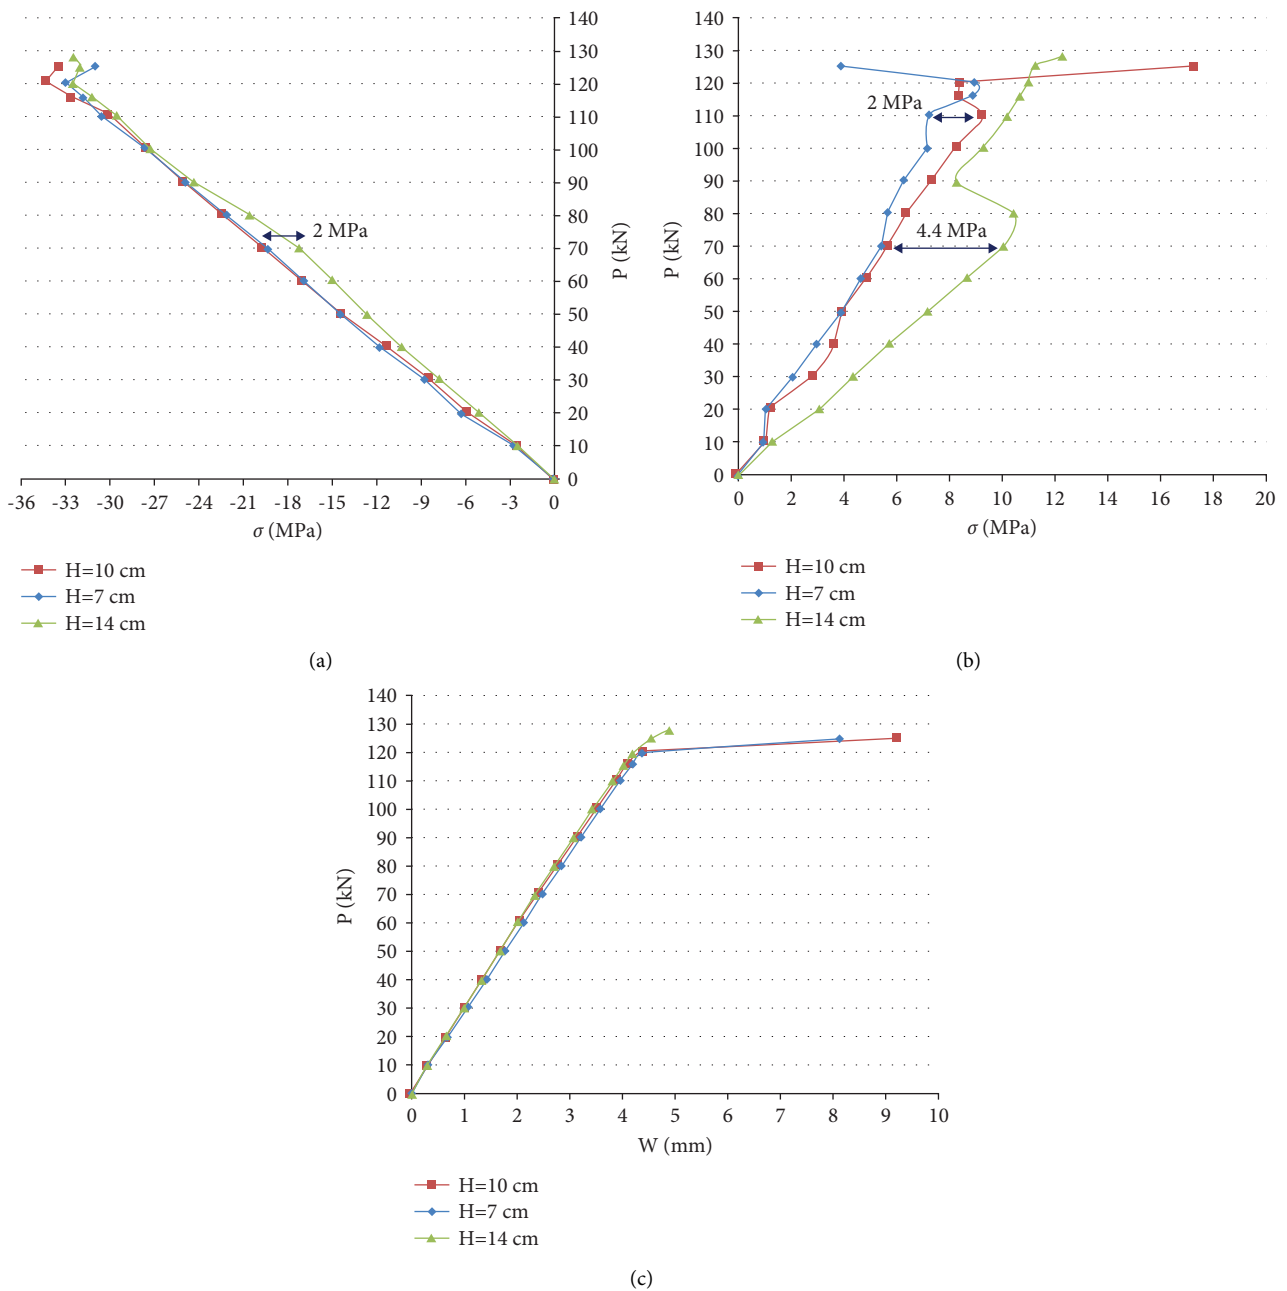 140
130
120
110
100
90
80
70
60
50
40
30
20
10
0
P (kN)
2 MPa
-36 -33 -30 -27 -24 -21 -18 -15 -12 -9 -6 -3 0
σ (MPa)
H=10 cm
H=7 cm
H=14 cm
(a)
140
130
120
110
100
90
80
70
60
50
40
30
20
10
0
P (kN)
2 MPa
4.4 MPa
0 2 4 6 8 10 12 14 16 18 20
σ (MPa)
H=10 cm
H=7 cm
H=14 cm
(b)
140
130
120
110
100
90
80
70
60
50
40
30
20
10
0
P (kN)
0 1 2 3 4 5 6 7 8 9 10
W (mm)
H=10 cm
H=7 cm
H=14 cm
(c)